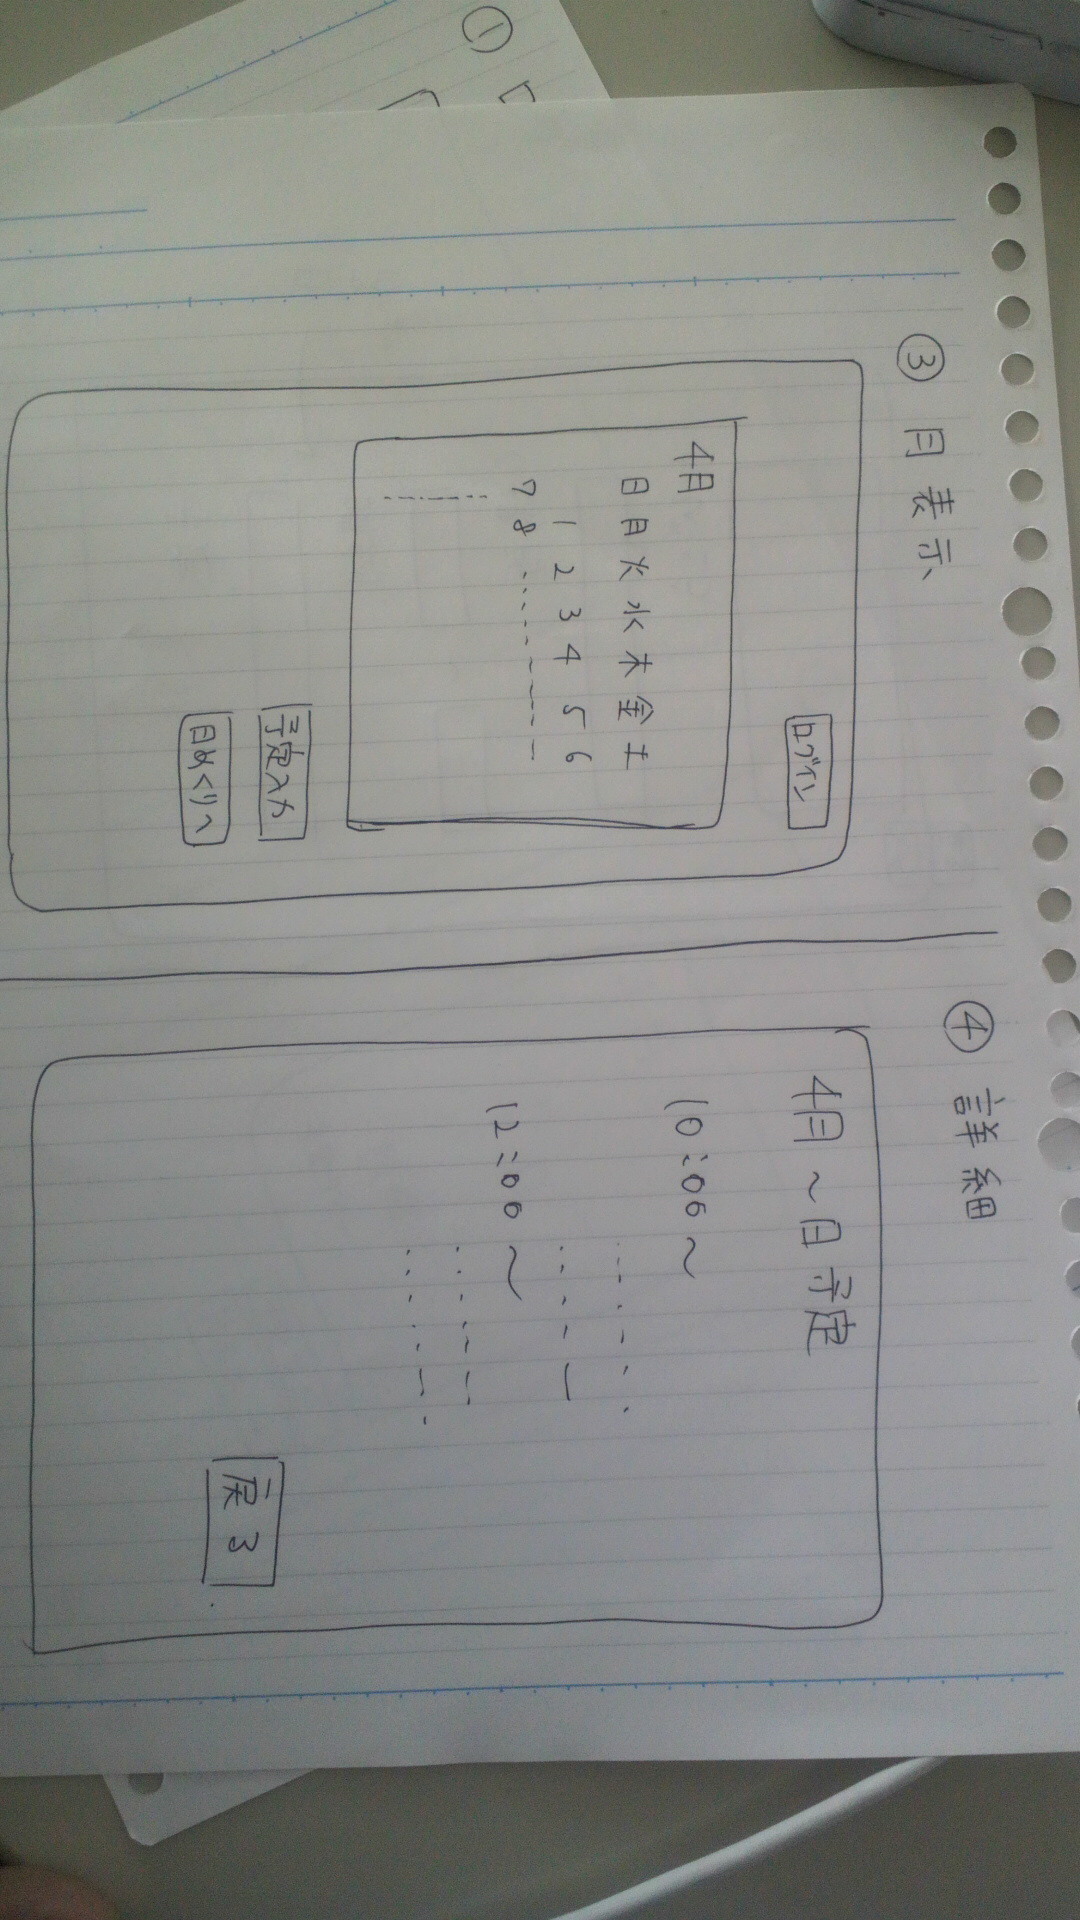 ①
③ 月表示
ログイン
4月
日 月 火 水 木 金 土
1 2 3 4 5 6
7 8
予定入力
日めくりへ
④ 詳細
4月 〜日 予定
10:00 〜
12:00 〜
戻る